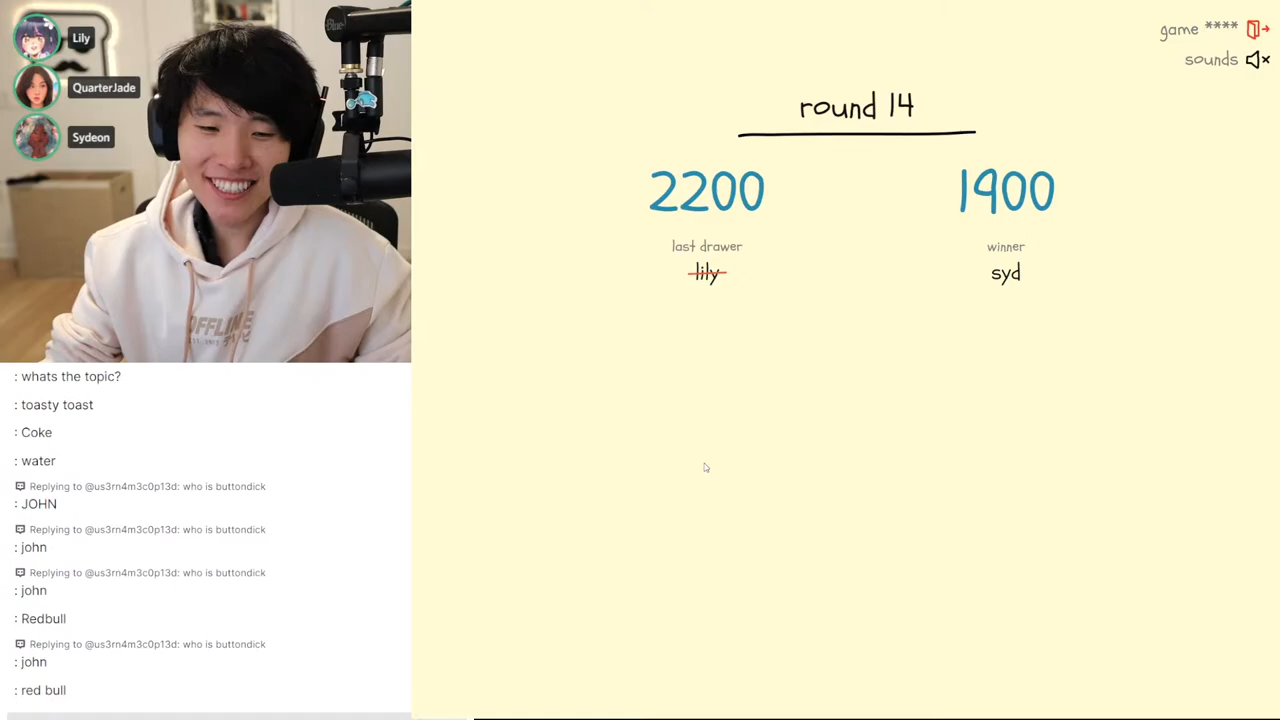 Lily
QuarterJade
Sydeon
Blue
OFFLINE
game ****
sounds
round 14
2200
1900
last drawer
winner
lily
syd
: whats the topic?
: toasty toast
: Coke
: water
Replying to @us3rn4m3c0p13d: who is buttondick
: JOHN
Replying to @us3rn4m3c0p13d: who is buttondick
: john
Replying to @us3rn4m3c0p13d: who is buttondick
: john
: Redbull
Replying to @us3rn4m3c0p13d: who is buttondick
: john
: red bull